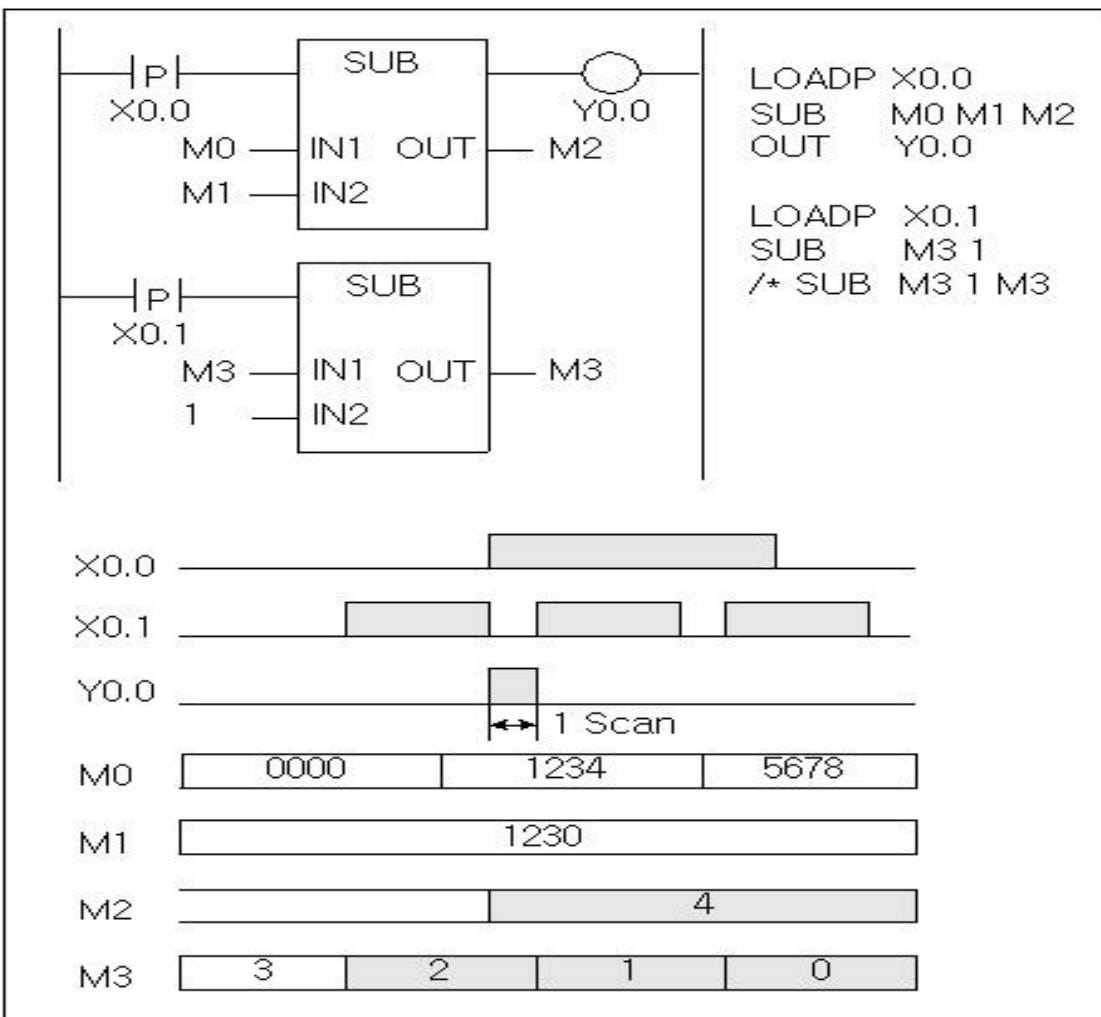 P
X0.0
SUB
Y0.0
M0 IN1 OUT M2
M1 IN2
P
X0.1
SUB
M3 IN1 OUT M3
1 IN2
LOADP X0.0
SUB M0 M1 M2
OUT Y0.0
LOADP X0.1
SUB M3 1
/* SUB M3 1 M3
X0.0
X0.1
Y0.0
1 Scan
M0 0000 1234 5678
M1 1230
M2 4
M3 3 2 1 0